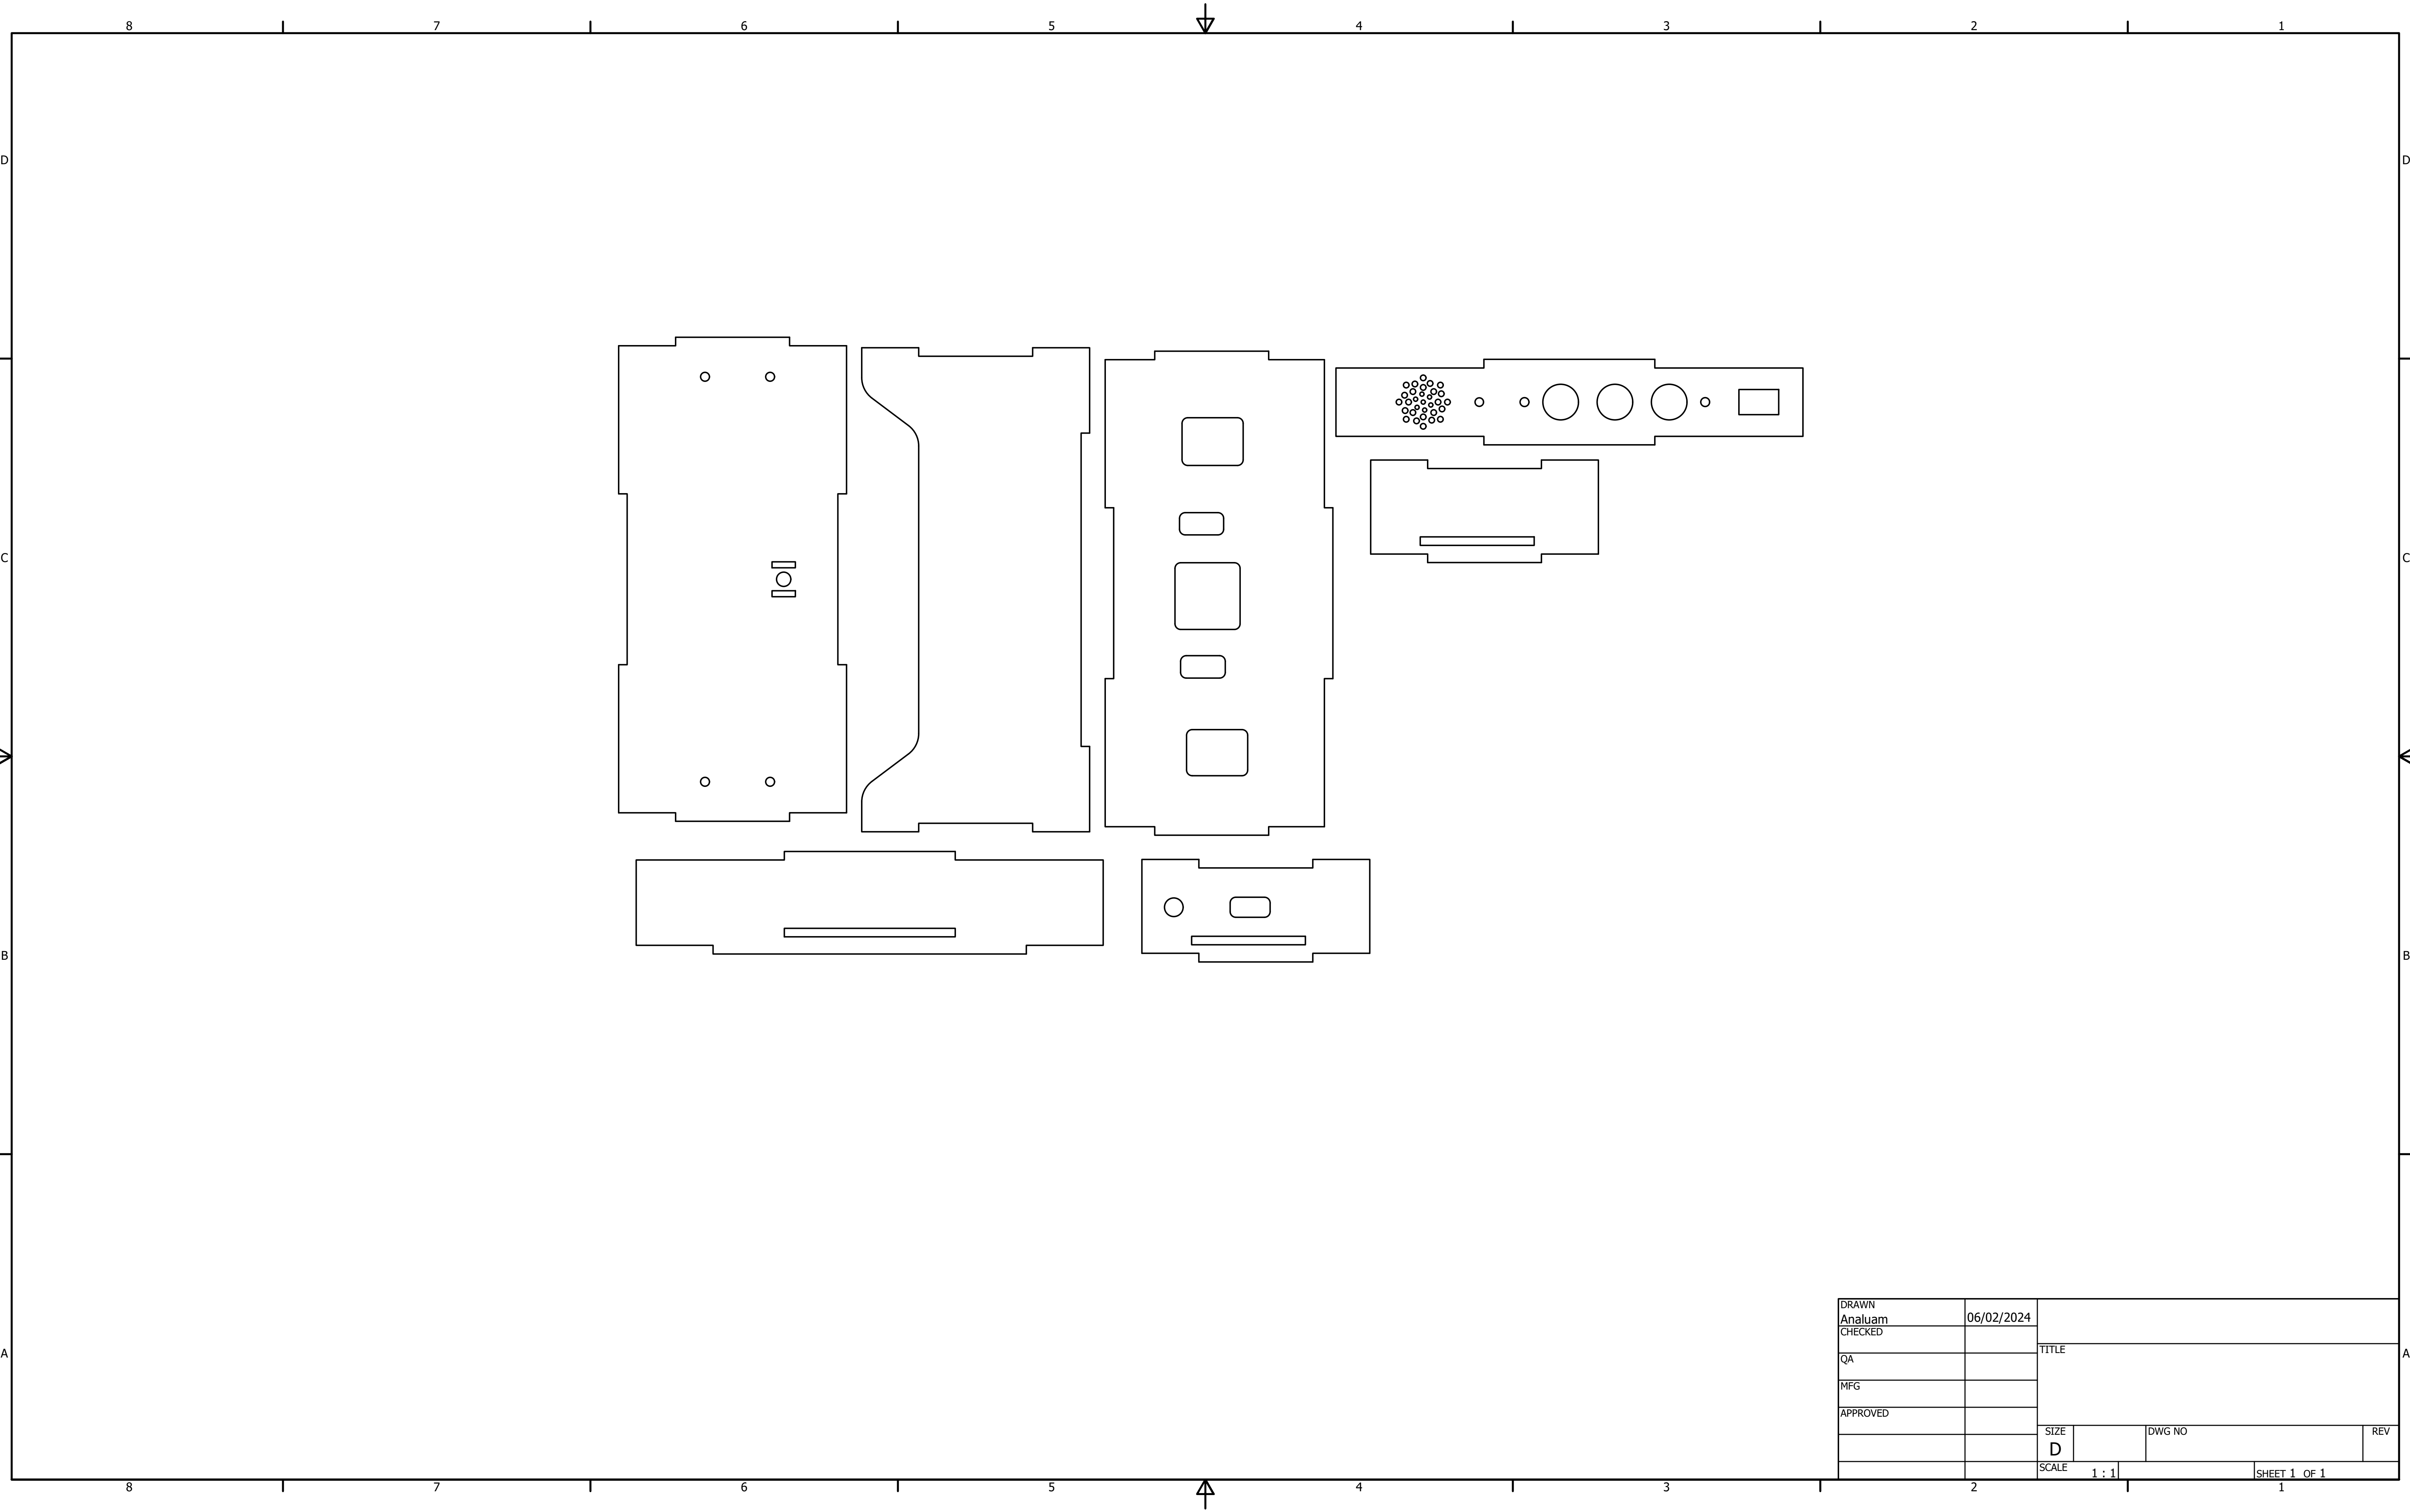 8 7 6 5 4 3 2 1
D D
C C
B B
A A
DRAWN
Analuam 06/02/2024
CHECKED
QA
MFG
APPROVED
TITLE
SIZE DWG NO REV
D
SCALE 1 : 1 SHEET 1 OF 1
8 7 6 5 4 3 2 1